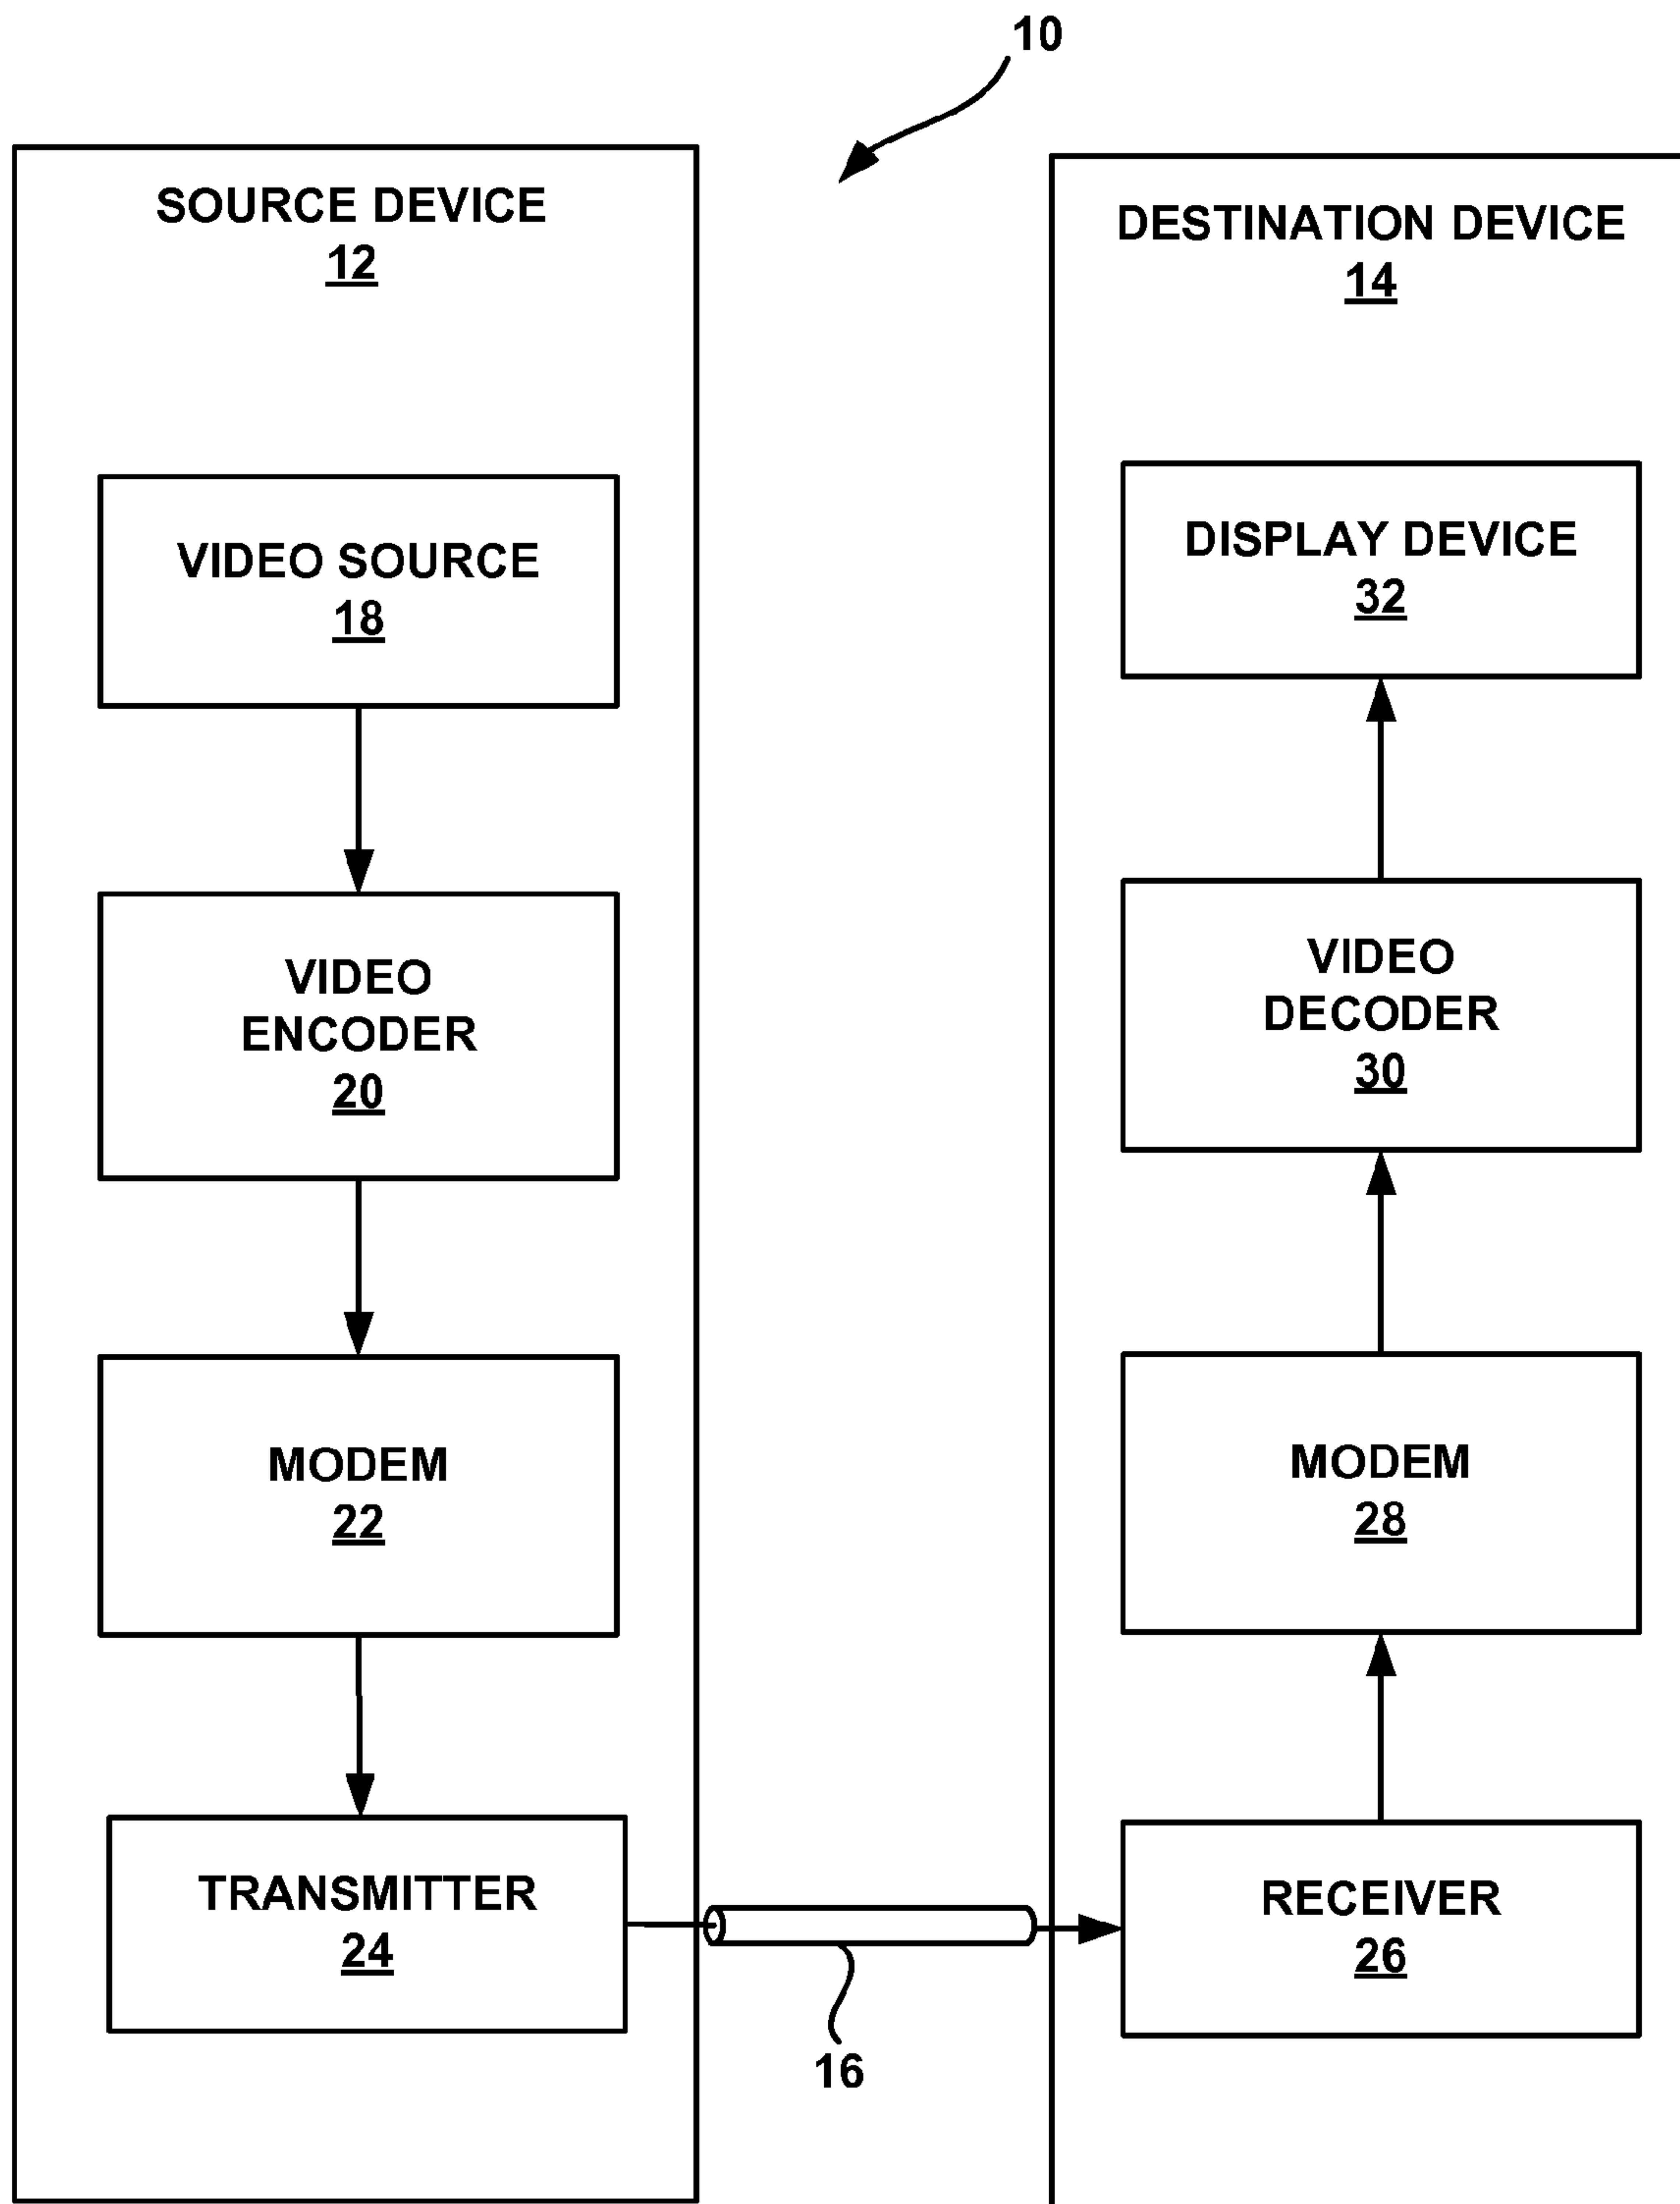 10
SOURCE DEVICE
12
VIDEO SOURCE
18
VIDEO
ENCODER
20
MODEM
22
TRANSMITTER
24
16
DESTINATION DEVICE
14
DISPLAY DEVICE
32
VIDEO
DECODER
30
MODEM
28
RECEIVER
26